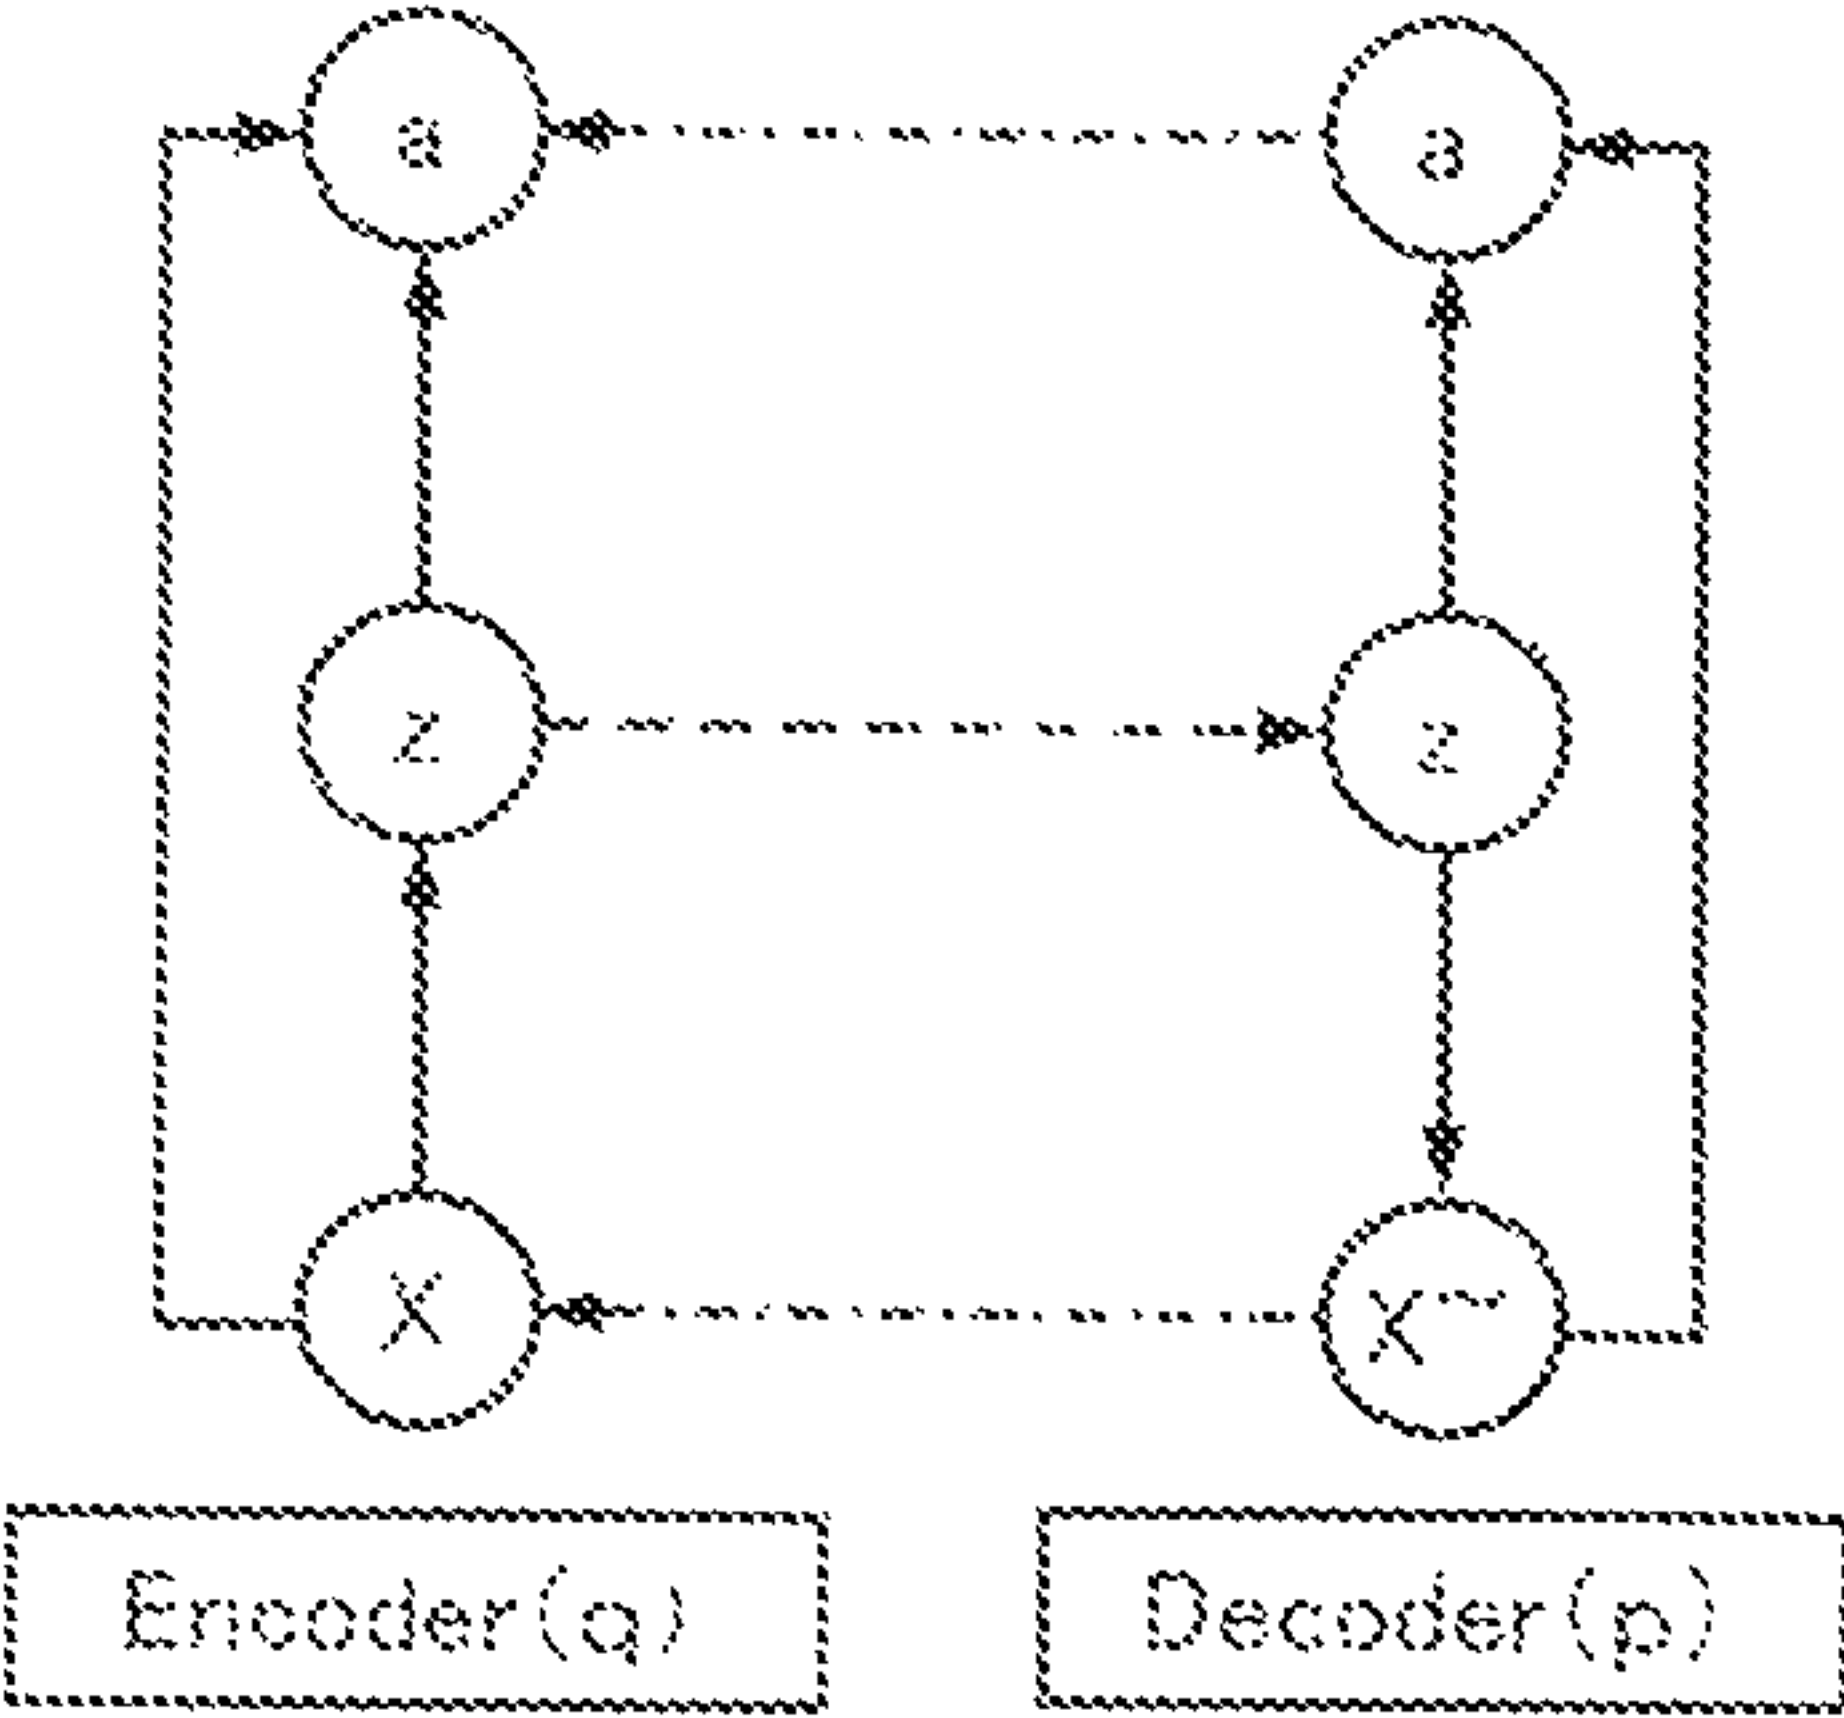 a a
z z
X X~
Encoder(q) Decoder(p)